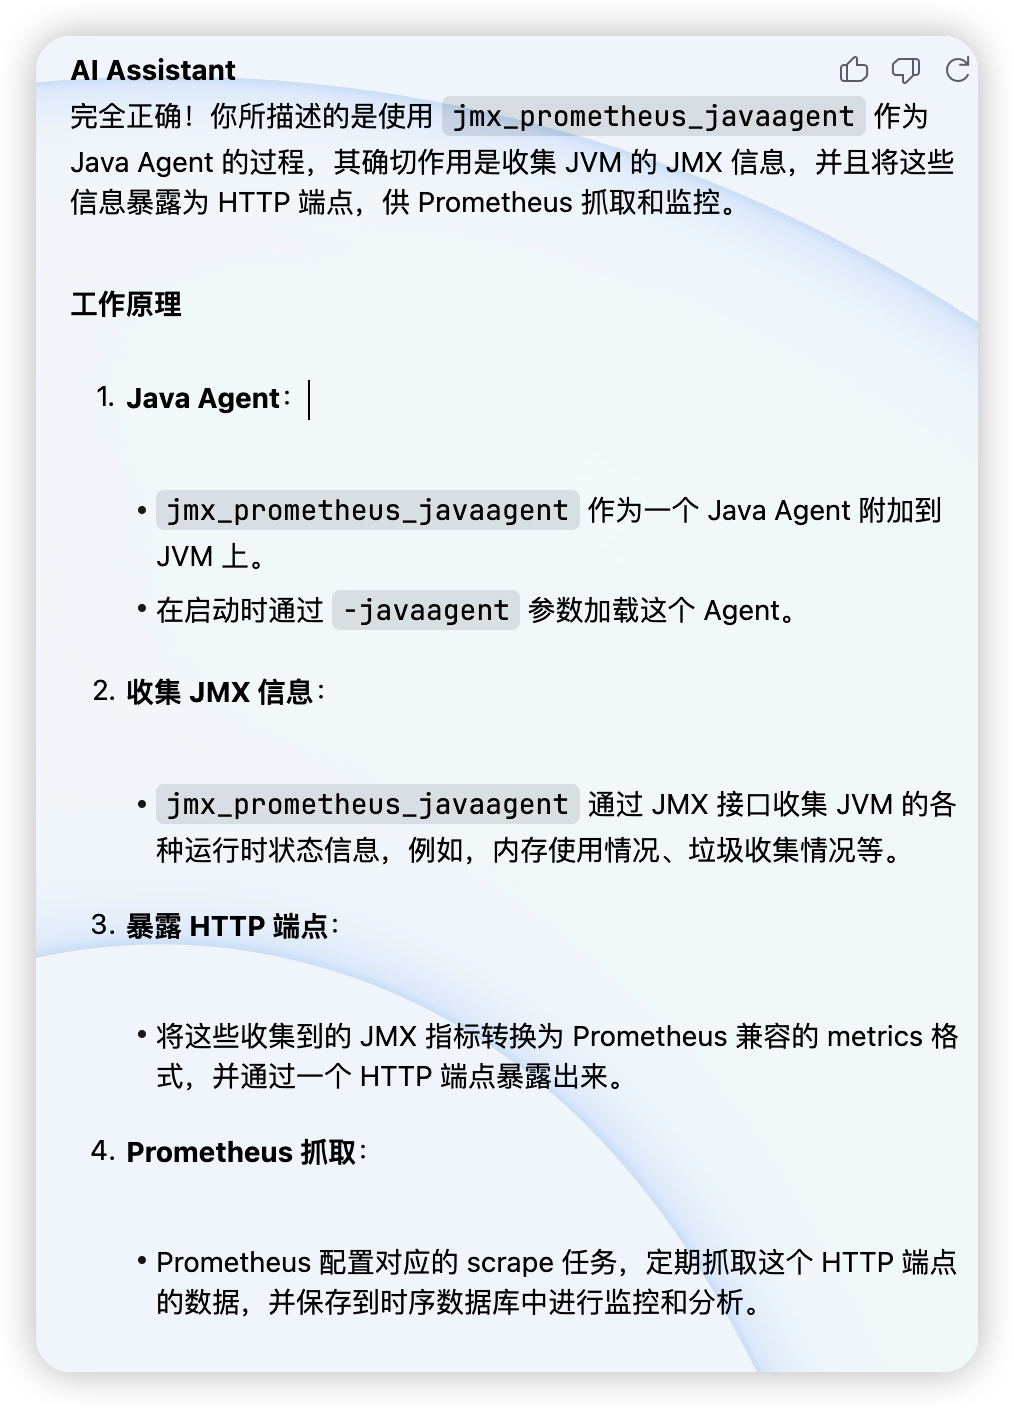 AI Assistant
完全正确！你所描述的是使用 jmx_prometheus_javaagent 作为
Java Agent 的过程，其确切作用是收集 JVM 的 JMX 信息，并且将这些
信息暴露为 HTTP 端点，供 Prometheus 抓取和监控。
工作原理
1. Java Agent：
• jmx_prometheus_javaagent 作为一个 Java Agent 附加到
JVM 上。
• 在启动时通过 -javaagent 参数加载这个 Agent。
2. 收集 JMX 信息：
• jmx_prometheus_javaagent 通过 JMX 接口收集 JVM 的各
种运行时状态信息，例如，内存使用情况、垃圾收集情况等。
3. 暴露 HTTP 端点：
• 将这些收集到的 JMX 指标转换为 Prometheus 兼容的 metrics 格
式，并通过一个 HTTP 端点暴露出来。
4. Prometheus 抓取：
• Prometheus 配置对应的 scrape 任务，定期抓取这个 HTTP 端点
的数据，并保存到时序数据库中进行监控和分析。